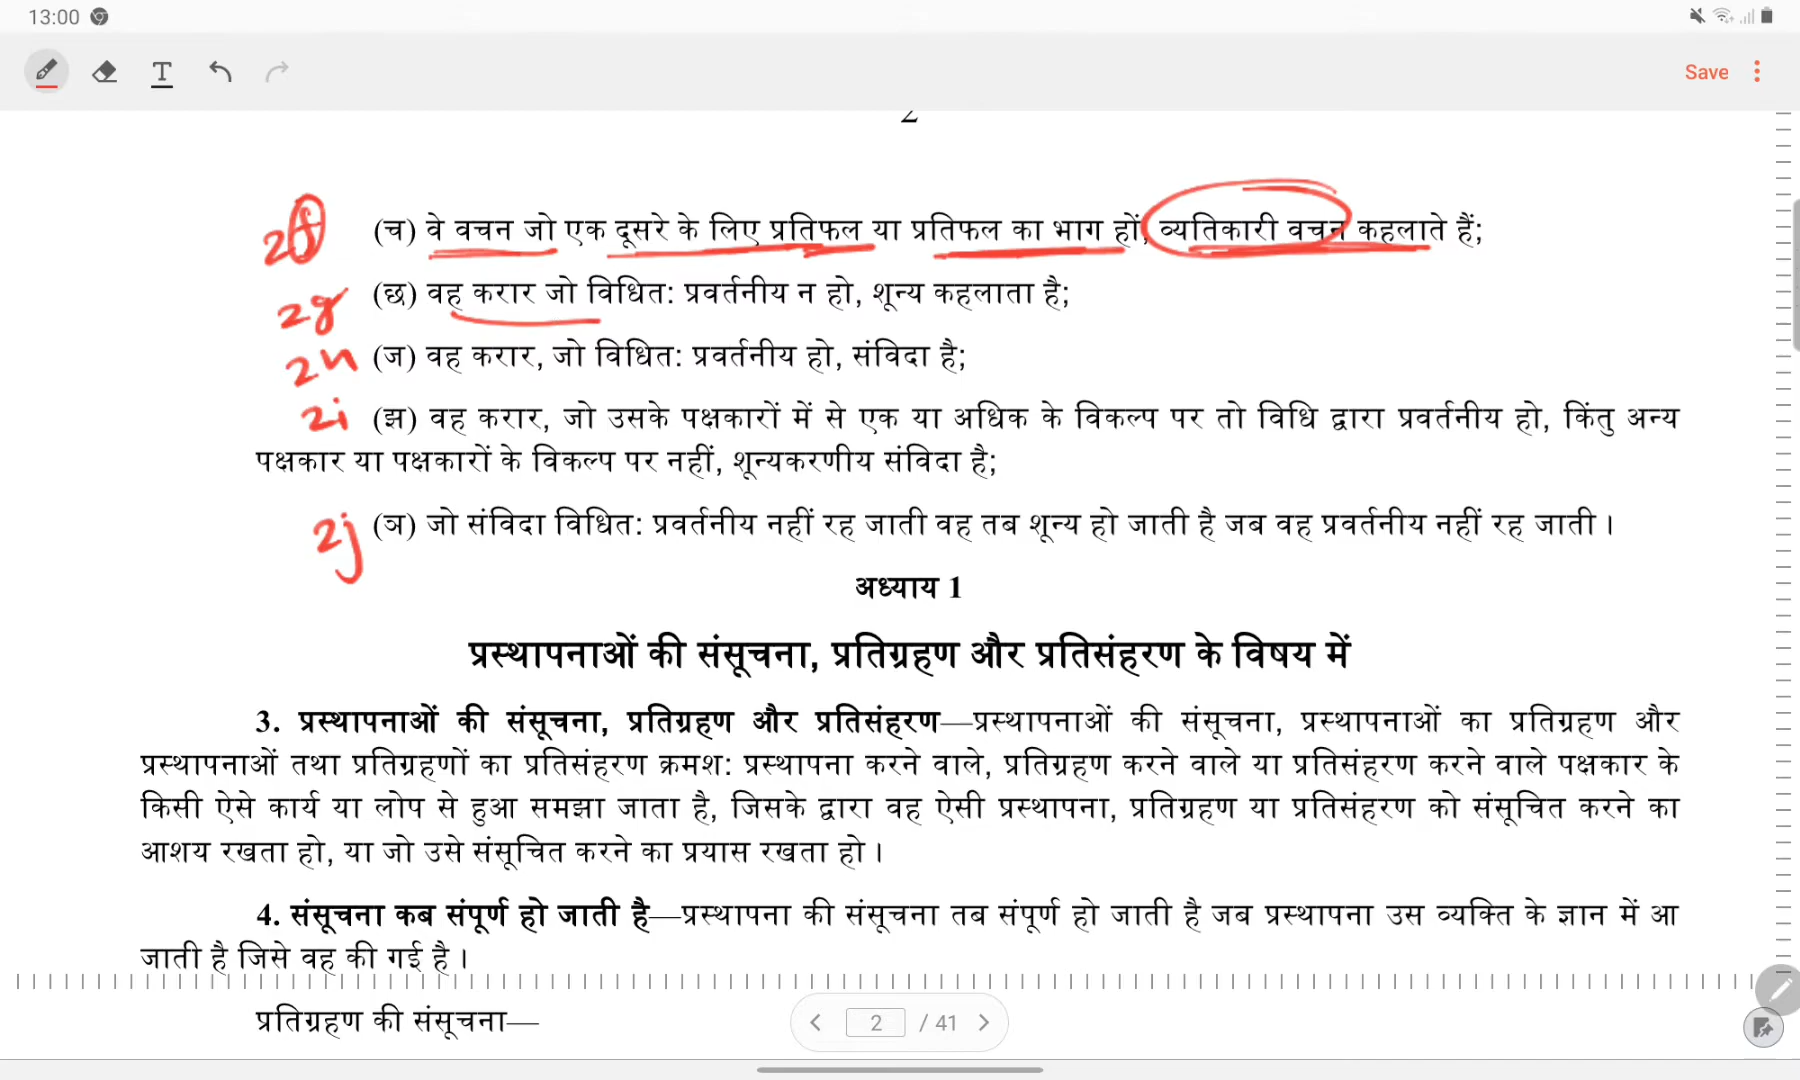 13:00
Save
2
2f (च) वे वचन जो एक दूसरे के लिए प्रतिफल या प्रतिफल का भाग हों, व्यतिकारी वचन कहलाते हैं;
2g (छ) वह करार जो विधित: प्रवर्तनीय न हो, शून्य कहलाता है;
2h (ज) वह करार, जो विधित: प्रवर्तनीय हो, संविदा है;
2i (झ) वह करार, जो उसके पक्षकारों में से एक या अधिक के विकल्प पर तो विधि द्वारा प्रवर्तनीय हो, किंतु अन्य
पक्षकार या पक्षकारों के विकल्प पर नहीं, शून्यकरणीय संविदा है;
2j (ञ) जो संविदा विधित: प्रवर्तनीय नहीं रह जाती वह तब शून्य हो जाती है जब वह प्रवर्तनीय नहीं रह जाती ।
अध्याय 1
प्रस्थापनाओं की संसूचना, प्रतिग्रहण और प्रतिसंहरण के विषय में
3. प्रस्थापनाओं की संसूचना, प्रतिग्रहण और प्रतिसंहरण—प्रस्थापनाओं की संसूचना, प्रस्थापनाओं का प्रतिग्रहण और
प्रस्थापनाओं तथा प्रतिग्रहणों का प्रतिसंहरण क्रमश: प्रस्थापना करने वाले, प्रतिग्रहण करने वाले या प्रतिसंहरण करने वाले पक्षकार के
किसी ऐसे कार्य या लोप से हुआ समझा जाता है, जिसके द्वारा वह ऐसी प्रस्थापना, प्रतिग्रहण या प्रतिसंहरण को संसूचित करने का
आशय रखता हो, या जो उसे संसूचित करने का प्रयास रखता हो ।
4. संसूचना कब संपूर्ण हो जाती है—प्रस्थापना की संसूचना तब संपूर्ण हो जाती है जब प्रस्थापना उस व्यक्ति के ज्ञान में आ
जाती है जिसे वह की गई है ।
प्रतिग्रहण की संसूचना—
2 / 41